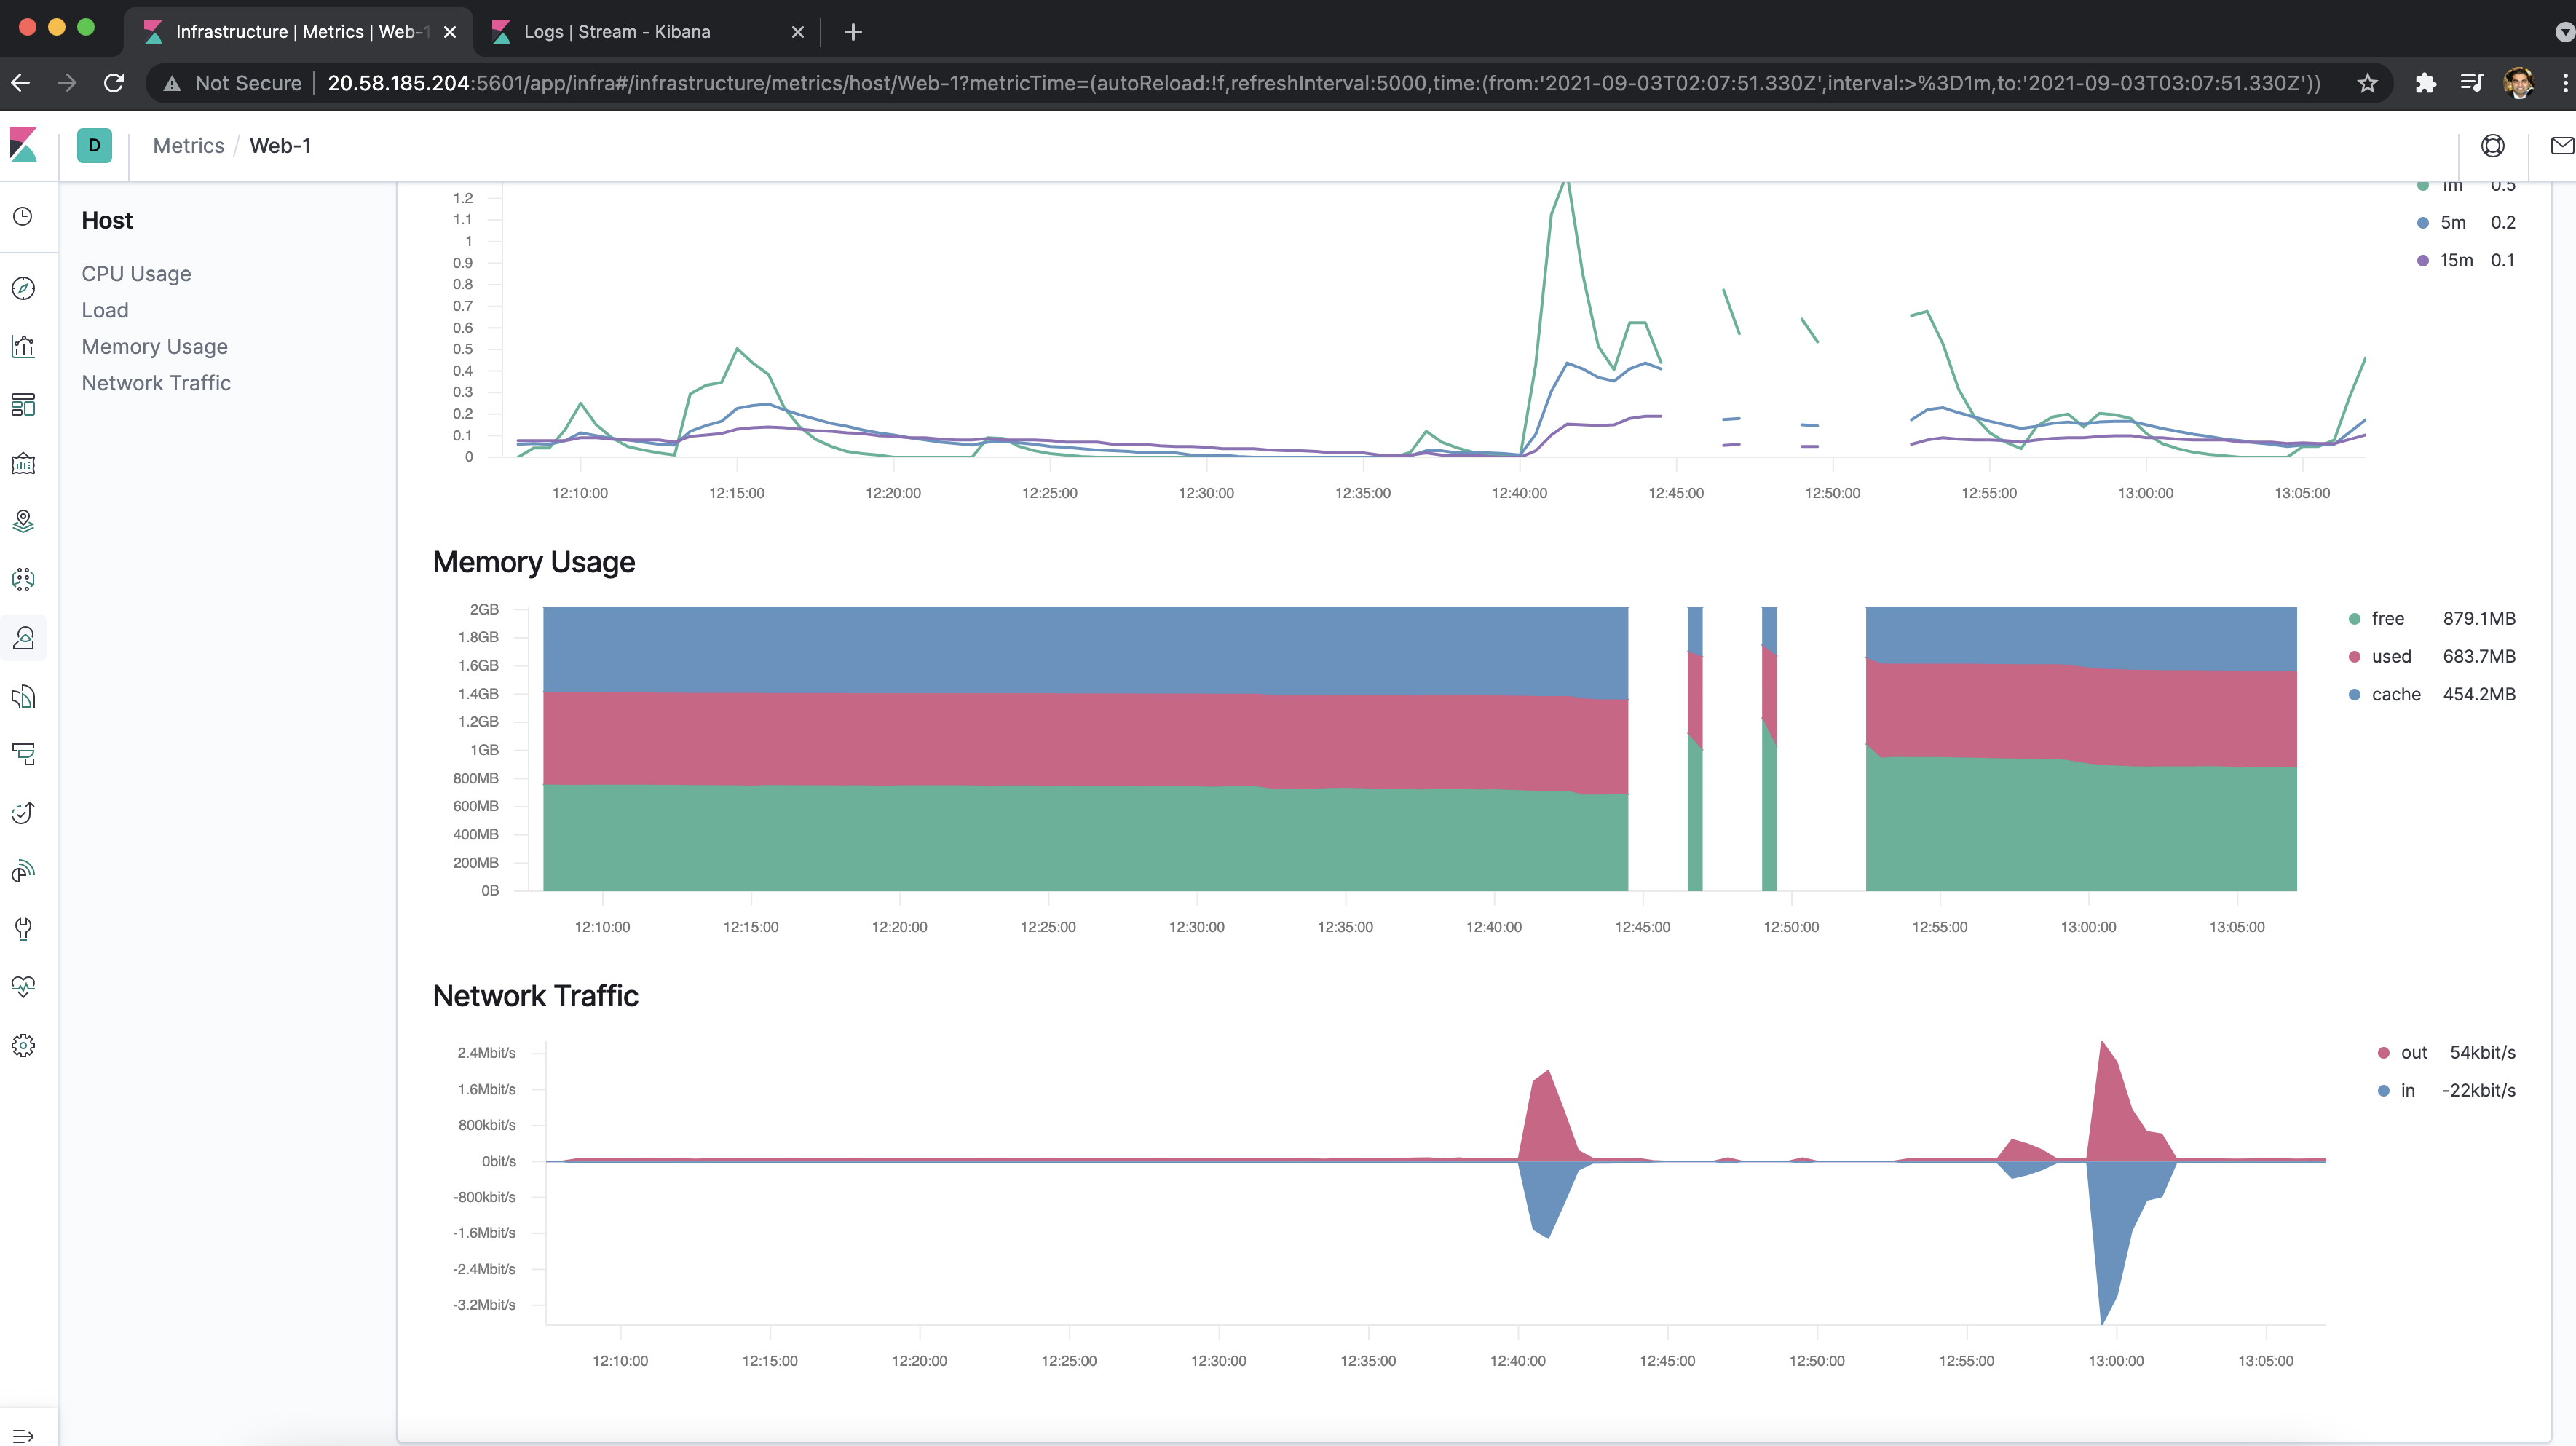 Infrastructure | Metrics | Web-1
Logs | Stream - Kibana
Not Secure
20.58.185.204:5601/app/infra#/infrastructure/metrics/host/Web-1?metricTime=(autoReload:!f,refreshInterval:5000,time:(from:'2021-09-03T02:07:51.330Z',interval:>%3D1m,to:'2021-09-03T03:07:51.330Z'))
D
Metrics / Web-1
Host
CPU Usage
Load
Memory Usage
Network Traffic
1.2
1.1
1
0.9
0.8
0.7
0.6
0.5
0.4
0.3
0.2
0.1
0
12:10:00 12:15:00 12:20:00 12:25:00 12:30:00 12:35:00 12:40:00 12:45:00 12:50:00 12:55:00 13:00:00 13:05:00
1m 0.5
5m 0.2
15m 0.1
Memory Usage
2GB
1.8GB
1.6GB
1.4GB
1.2GB
1GB
800MB
600MB
400MB
200MB
0B
12:10:00 12:15:00 12:20:00 12:25:00 12:30:00 12:35:00 12:40:00 12:45:00 12:50:00 12:55:00 13:00:00 13:05:00
free 879.1MB
used 683.7MB
cache 454.2MB
Network Traffic
2.4Mbit/s
1.6Mbit/s
800kbit/s
0bit/s
-800kbit/s
-1.6Mbit/s
-2.4Mbit/s
-3.2Mbit/s
12:10:00 12:15:00 12:20:00 12:25:00 12:30:00 12:35:00 12:40:00 12:45:00 12:50:00 12:55:00 13:00:00 13:05:00
out 54kbit/s
in -22kbit/s